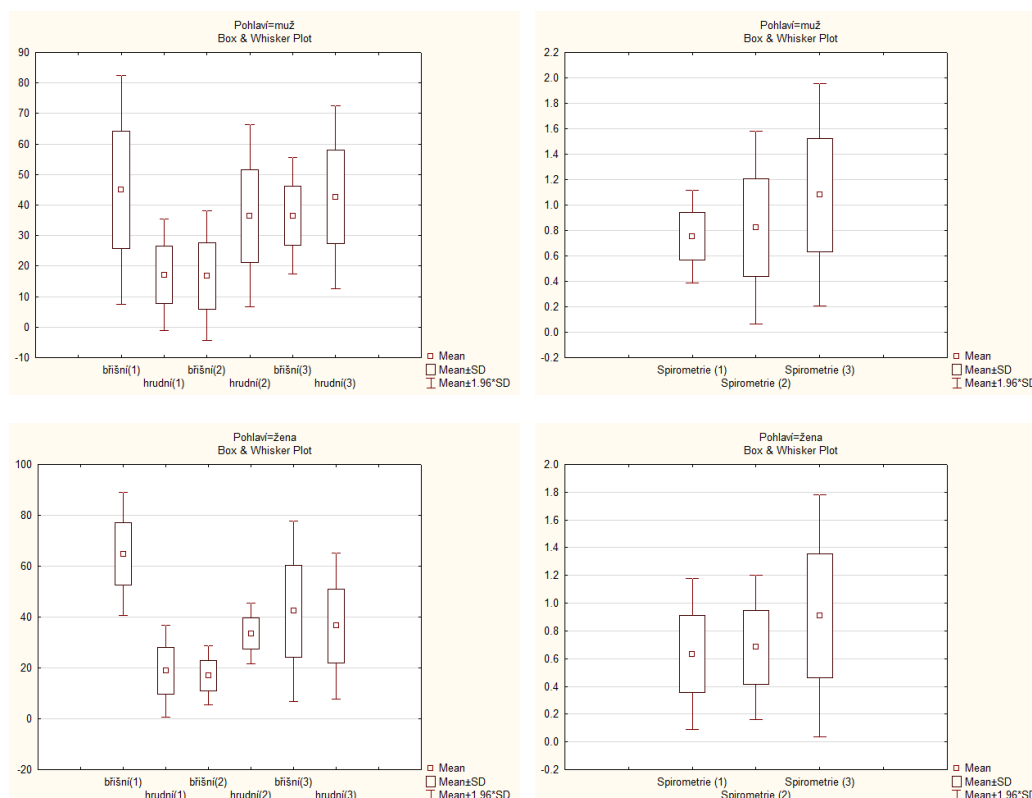 Pohlaví=muž
Box & Whisker Plot
90
80
70
60
50
40
30
20
10
0
-10
břišní(1) břišní(2) břišní(3)
hrudní(1) hrudní(2) hrudní(3)
Mean
Mean±SD
Mean±1.96*SD
Pohlaví=muž
Box & Whisker Plot
2.2
2.0
1.8
1.6
1.4
1.2
1.0
0.8
0.6
0.4
0.2
0.0
-0.2
Spirometrie (1) Spirometrie (3)
Spirometrie (2)
Mean
Mean±SD
Mean±1.96*SD
Pohlaví=žena
Box & Whisker Plot
100
80
60
40
20
0
-20
břišní(1) břišní(2) břišní(3)
hrudní(1) hrudní(2) hrudní(3)
Mean
Mean±SD
Mean±1.96*SD
Pohlaví=žena
Box & Whisker Plot
2.0
1.8
1.6
1.4
1.2
1.0
0.8
0.6
0.4
0.2
0.0
-0.2
Spirometrie (1) Spirometrie (3)
Spirometrie (2)
Mean
Mean±SD
Mean±1.96*SD